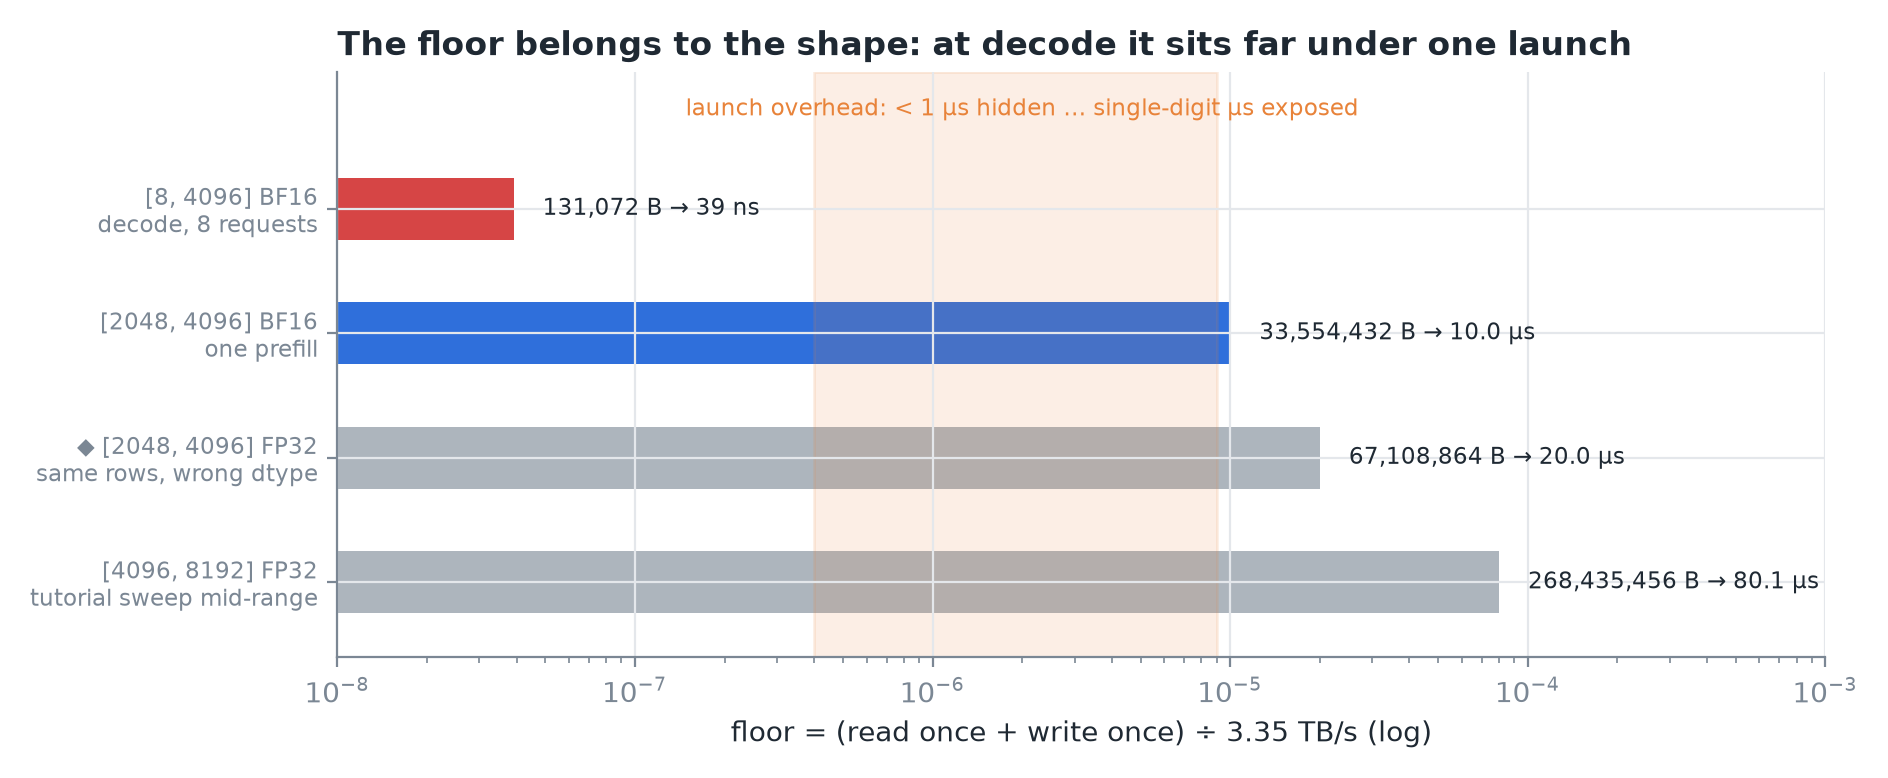 The floor belongs to the shape: at decode it sits far under one launch
launch overhead: < 1 µs hidden … single-digit µs exposed
[8, 4096] BF16
decode, 8 requests
131,072 B → 39 ns
[2048, 4096] BF16
one prefill
33,554,432 B → 10.0 µs
◆ [2048, 4096] FP32
same rows, wrong dtype
67,108,864 B → 20.0 µs
[4096, 8192] FP32
tutorial sweep mid-range
268,435,456 B → 80.1 µs
10⁻⁸ 10⁻⁷ 10⁻⁶ 10⁻⁵ 10⁻⁴ 10⁻³
floor = (read once + write once) ÷ 3.35 TB/s (log)